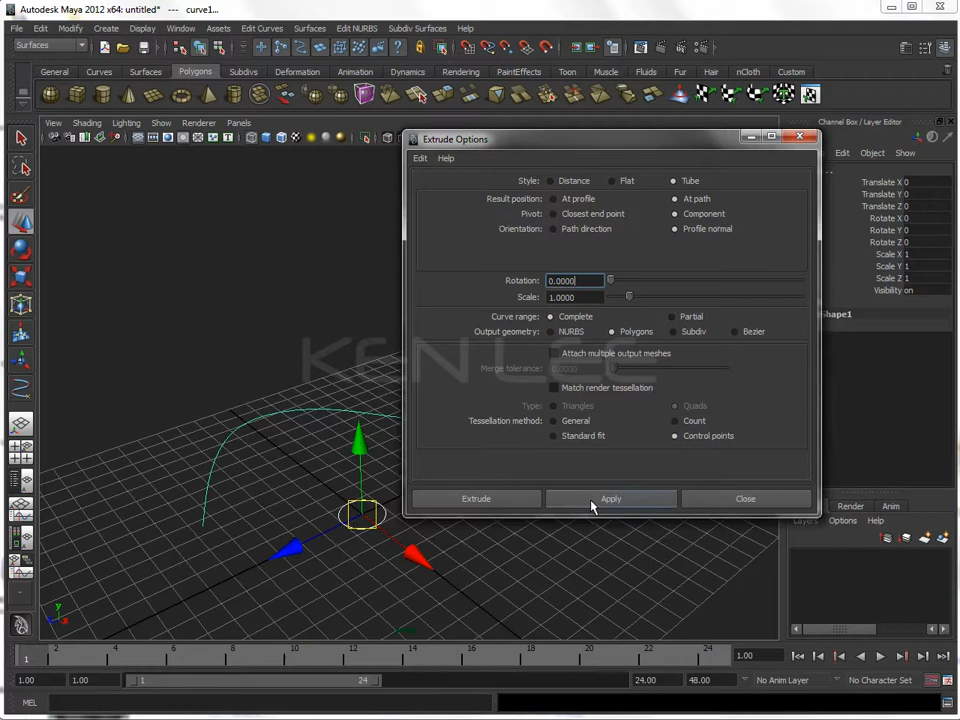 Autodesk Maya 2012 x64: untitled* --- curve1...
File Edit Modify Create Display Window Assets Edit Curves Surfaces Edit NURBS Subdiv Surfaces Help
Surfaces
General Curves Surfaces Polygons Subdivs Deformation Animation Dynamics Rendering PaintEffects Toon Muscle Fluids Fur Hair nCloth Custom
View Shading Lighting Show Renderer Panels
Channel Box / Layer Editor
Extrude Options
Edit Help
Edit Object Show
Style: Distance Flat Tube
Result position: At profile At path
Pivot: Closest end point Component
Orientation: Path direction Profile normal
Rotation: 0.0000
Scale: 1.0000
Curve range: Complete Partial
Output geometry: NURBS Polygons Subdiv Bezier
Attach multiple output meshes
Merge tolerance: 0.0000
Match render tessellation
Type: Triangles Quads
Tessellation method: General Count
Standard fit Control points
Extrude Apply Close
Translate X 0
Translate Y 0
Translate Z 0
Rotate X 0
Rotate Y 0
Rotate Z 0
Scale X 1
Scale Y 1
Scale Z 1
Visibility on
Shape1
KEN LEE
Render Anim
Layers Options Help
y
x
1 2 4 6 8 10 12 14 16 18 20 22 24 1.00
1.00 1.00 1 24 24.00 48.00 No Anim Layer No Character Set
MEL